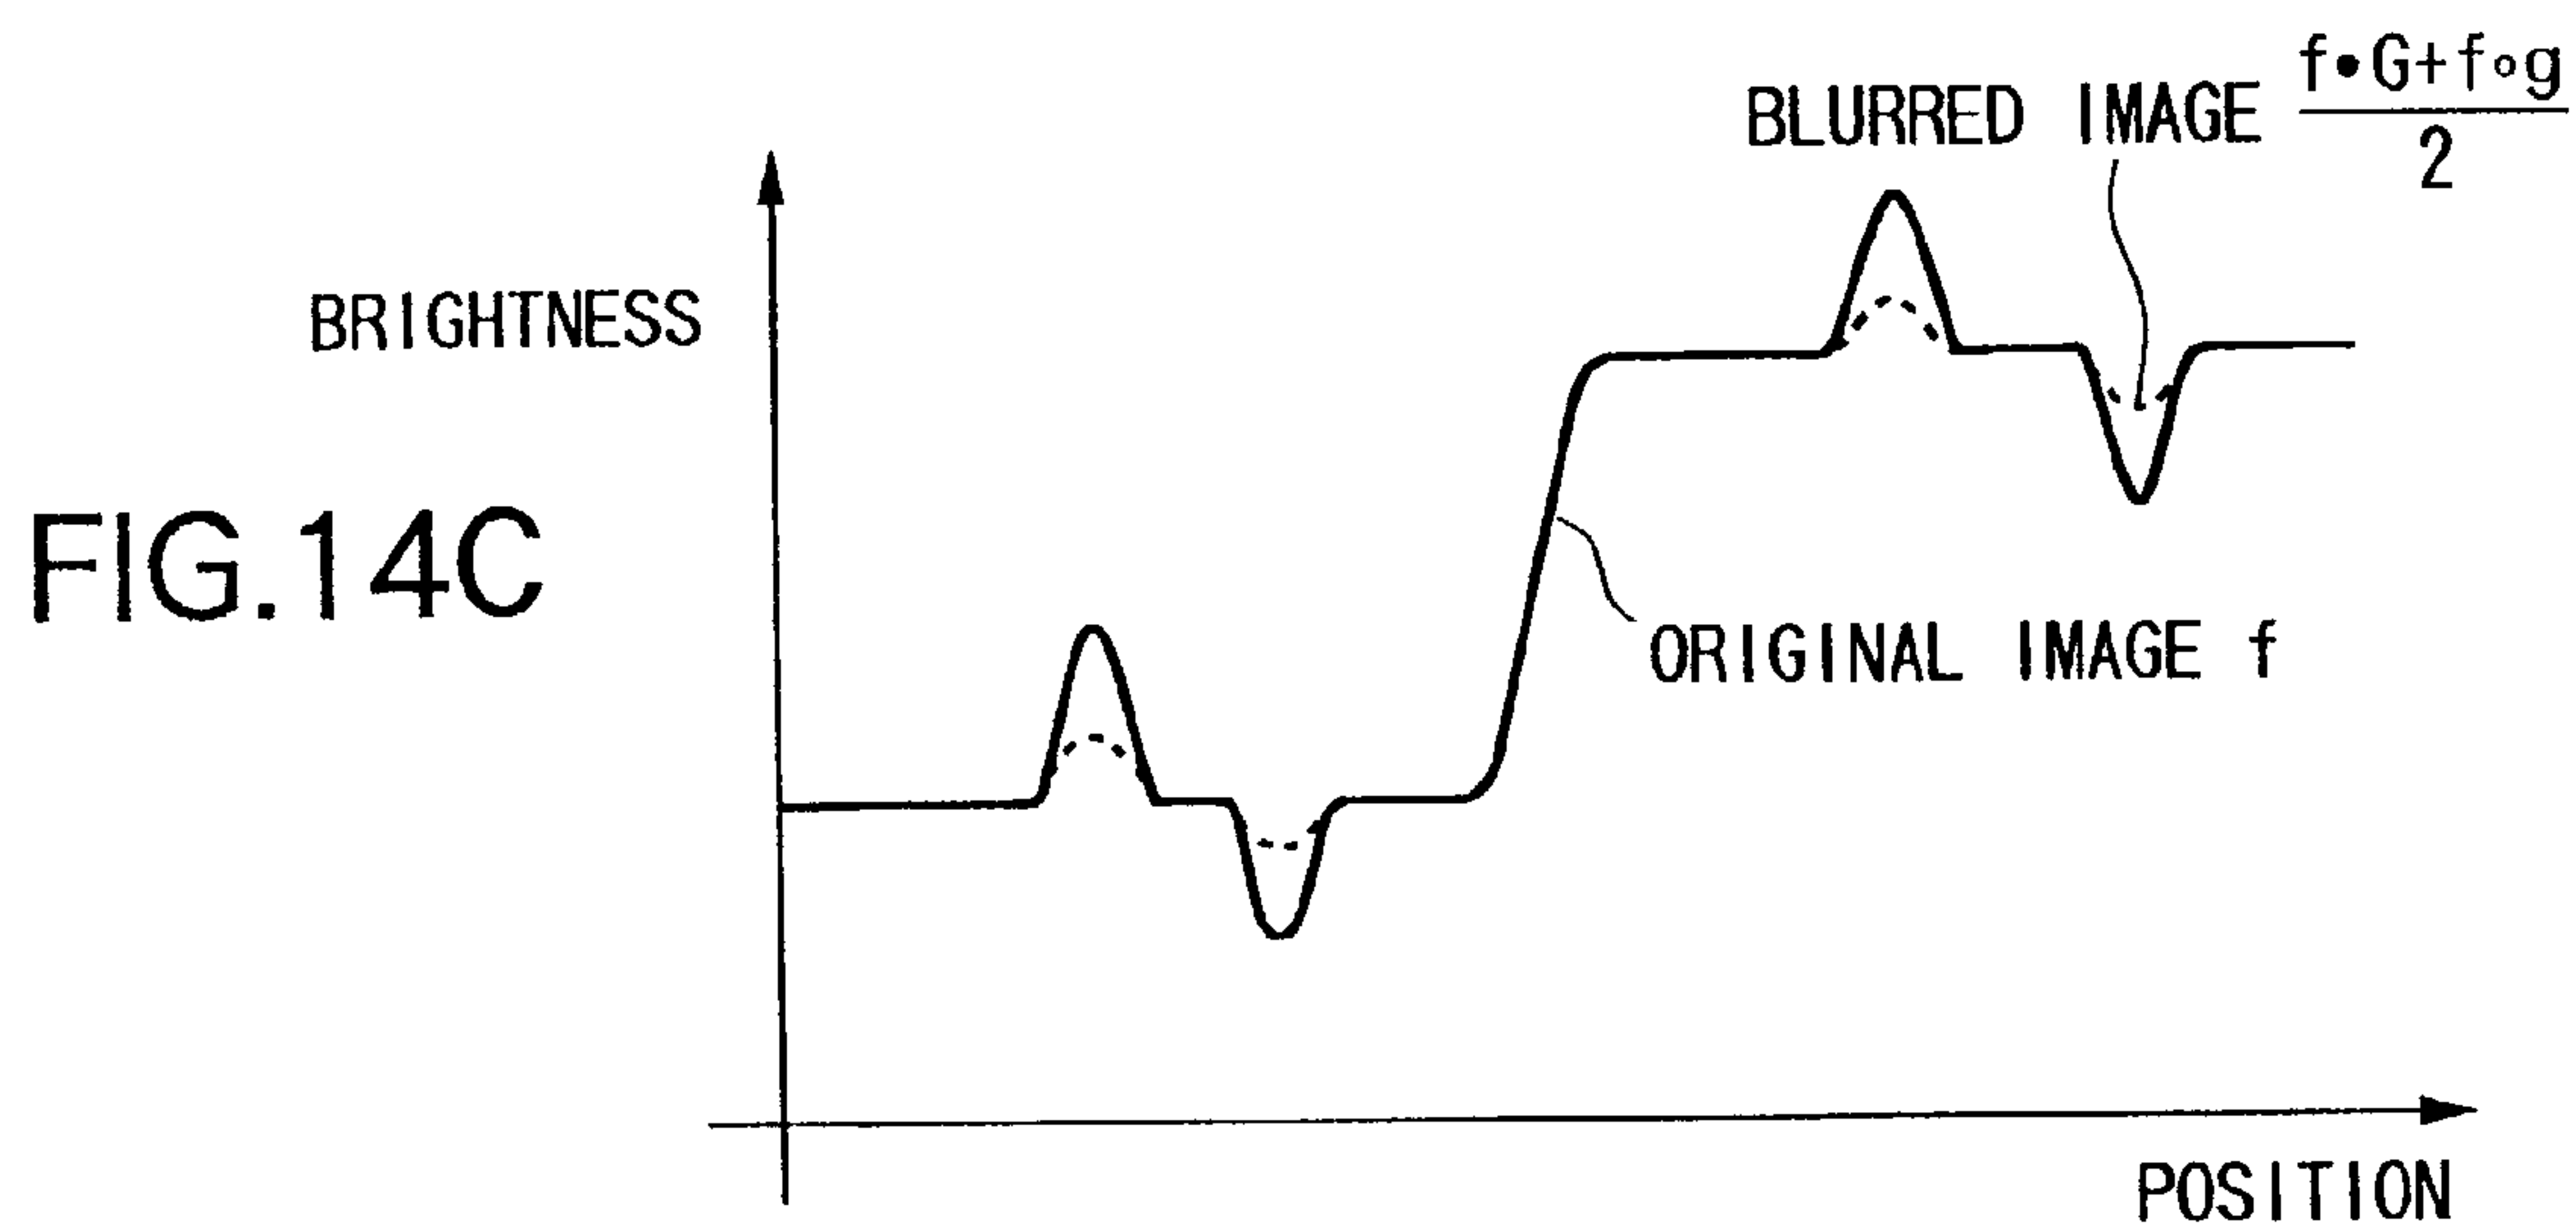 BLURRED IMAGE f•G+f∘g
2
BRIGHTNESS
FIG.14C
ORIGINAL IMAGE f
POSITION